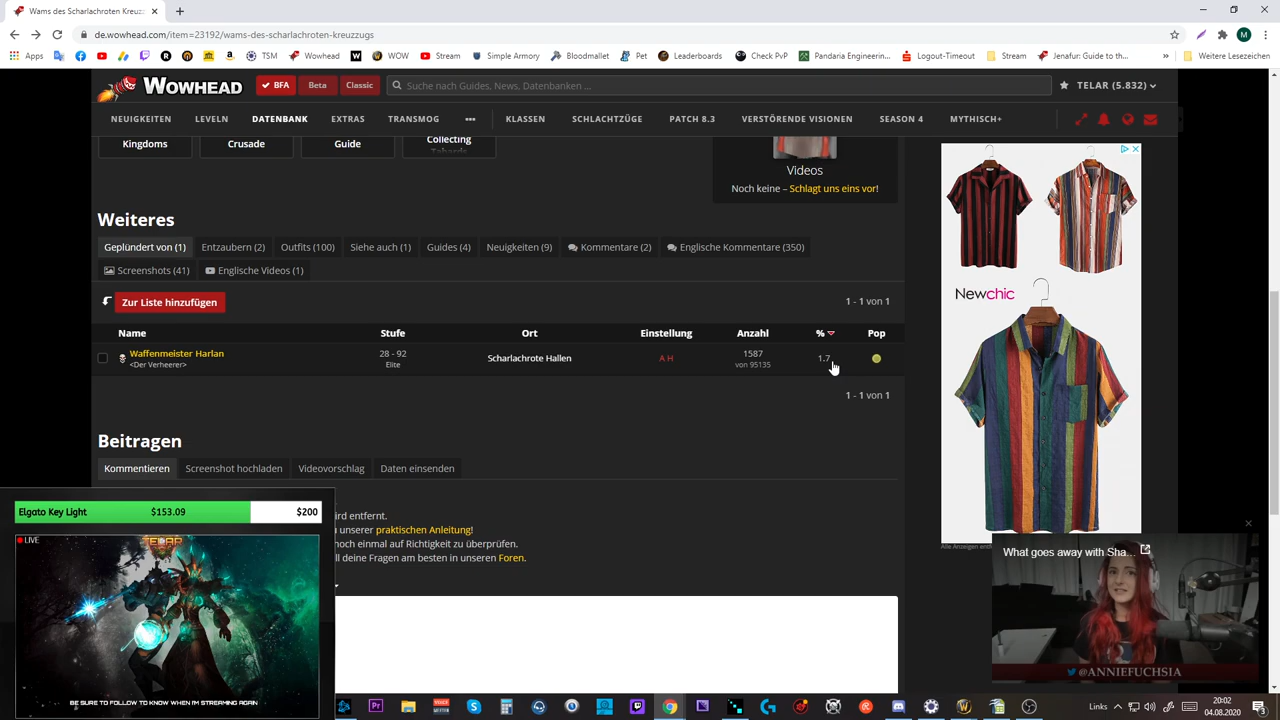 Wams des Scharlachroten Kreuzz
de.wowhead.com/item=23192/wams-des-scharlachroten-kreuzzugs
Apps TSM Wowhead WOW Stream Simple Armory Bloodmallet Pet Leaderboards Check PvP Pandaria Engineerin... Logout-Timeout Stream Jenafur: Guide to th... » Weitere Lesezeichen
WOWHEAD BFA Beta Classic Suche nach Guides, News, Datenbanken ... TELAR (5.832)
NEUIGKEITEN LEVELN DATENBANK EXTRAS TRANSMOG ••• KLASSEN SCHLACHTZÜGE PATCH 8.3 VERSTÖRENDE VISIONEN SEASON 4 MYTHISCH+
Kingdoms Crusade Guide Collecting
Videos
Noch keine – Schlagt uns eins vor!
Weiteres
Geplündert von (1) Entzaubern (2) Outfits (100) Siehe auch (1) Guides (4) Neuigkeiten (9) Kommentare (2) Englische Kommentare (350)
Screenshots (41) Englische Videos (1)
Zur Liste hinzufügen 1 - 1 von 1
Name Stufe Ort Einstellung Anzahl % Pop
Waffenmeister Harlan 28 - 92 Scharlachrote Hallen A H 1587 1.7
<Der Verheerer> Elite von 95135
1 - 1 von 1
Newchic
Beitragen
Kommentieren Screenshot hochladen Videovorschlag Daten einsenden
ird entfernt.
unserer praktischen Anleitung!
noch einmal auf Richtigkeit zu überprüfen.
ll deine Fragen am besten in unseren Foren.
Elgato Key Light $153.09 $200
LIVE
TELAR
BE SURE TO FOLLOW TO KNOW WHEN I'M STREAMING AGAIN
What goes away with Sha...
@ANNIEFUCHSIA
Links 20:02
04.08.2020